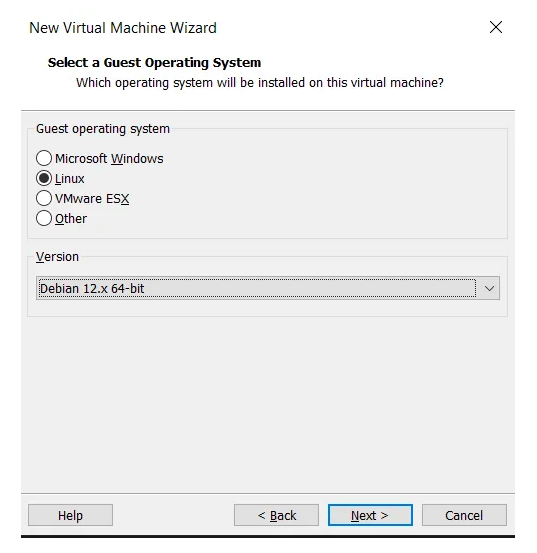 New Virtual Machine Wizard
Select a Guest Operating System
Which operating system will be installed on this virtual machine?
Guest operating system
Microsoft Windows
Linux
VMware ESX
Other
Version
Debian 12.x 64-bit
Help
< Back
Next >
Cancel